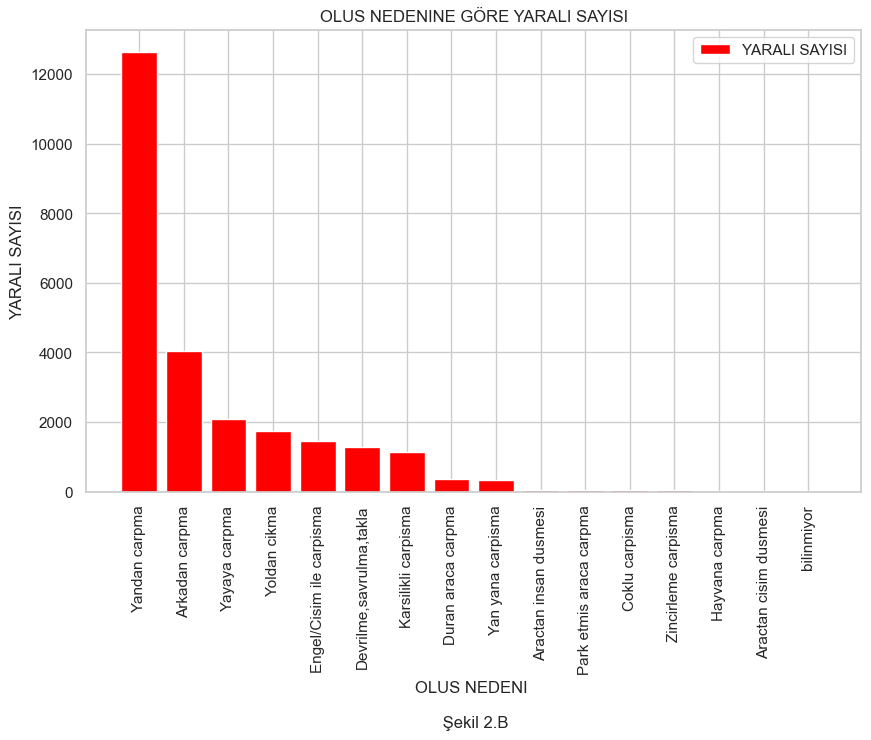 OLUS NEDENINE GÖRE YARALI SAYISI
YARALI SAYISI
YARALI SAYISI
12000
10000
8000
6000
4000
2000
0
Yandan carpma
Arkadan carpma
Yayaya carpma
Yoldan cikma
Engel/Cisim ile carpisma
Devrilme,savrulma,takla
Karsilikli carpisma
Duran araca carpma
Yan yana carpisma
Aractan insan dusmesi
Park etmis araca carpma
Coklu carpisma
Zincirleme carpisma
Hayvana carpma
Aractan cisim dusmesi
bilinmiyor
OLUS NEDENI
Şekil 2.B